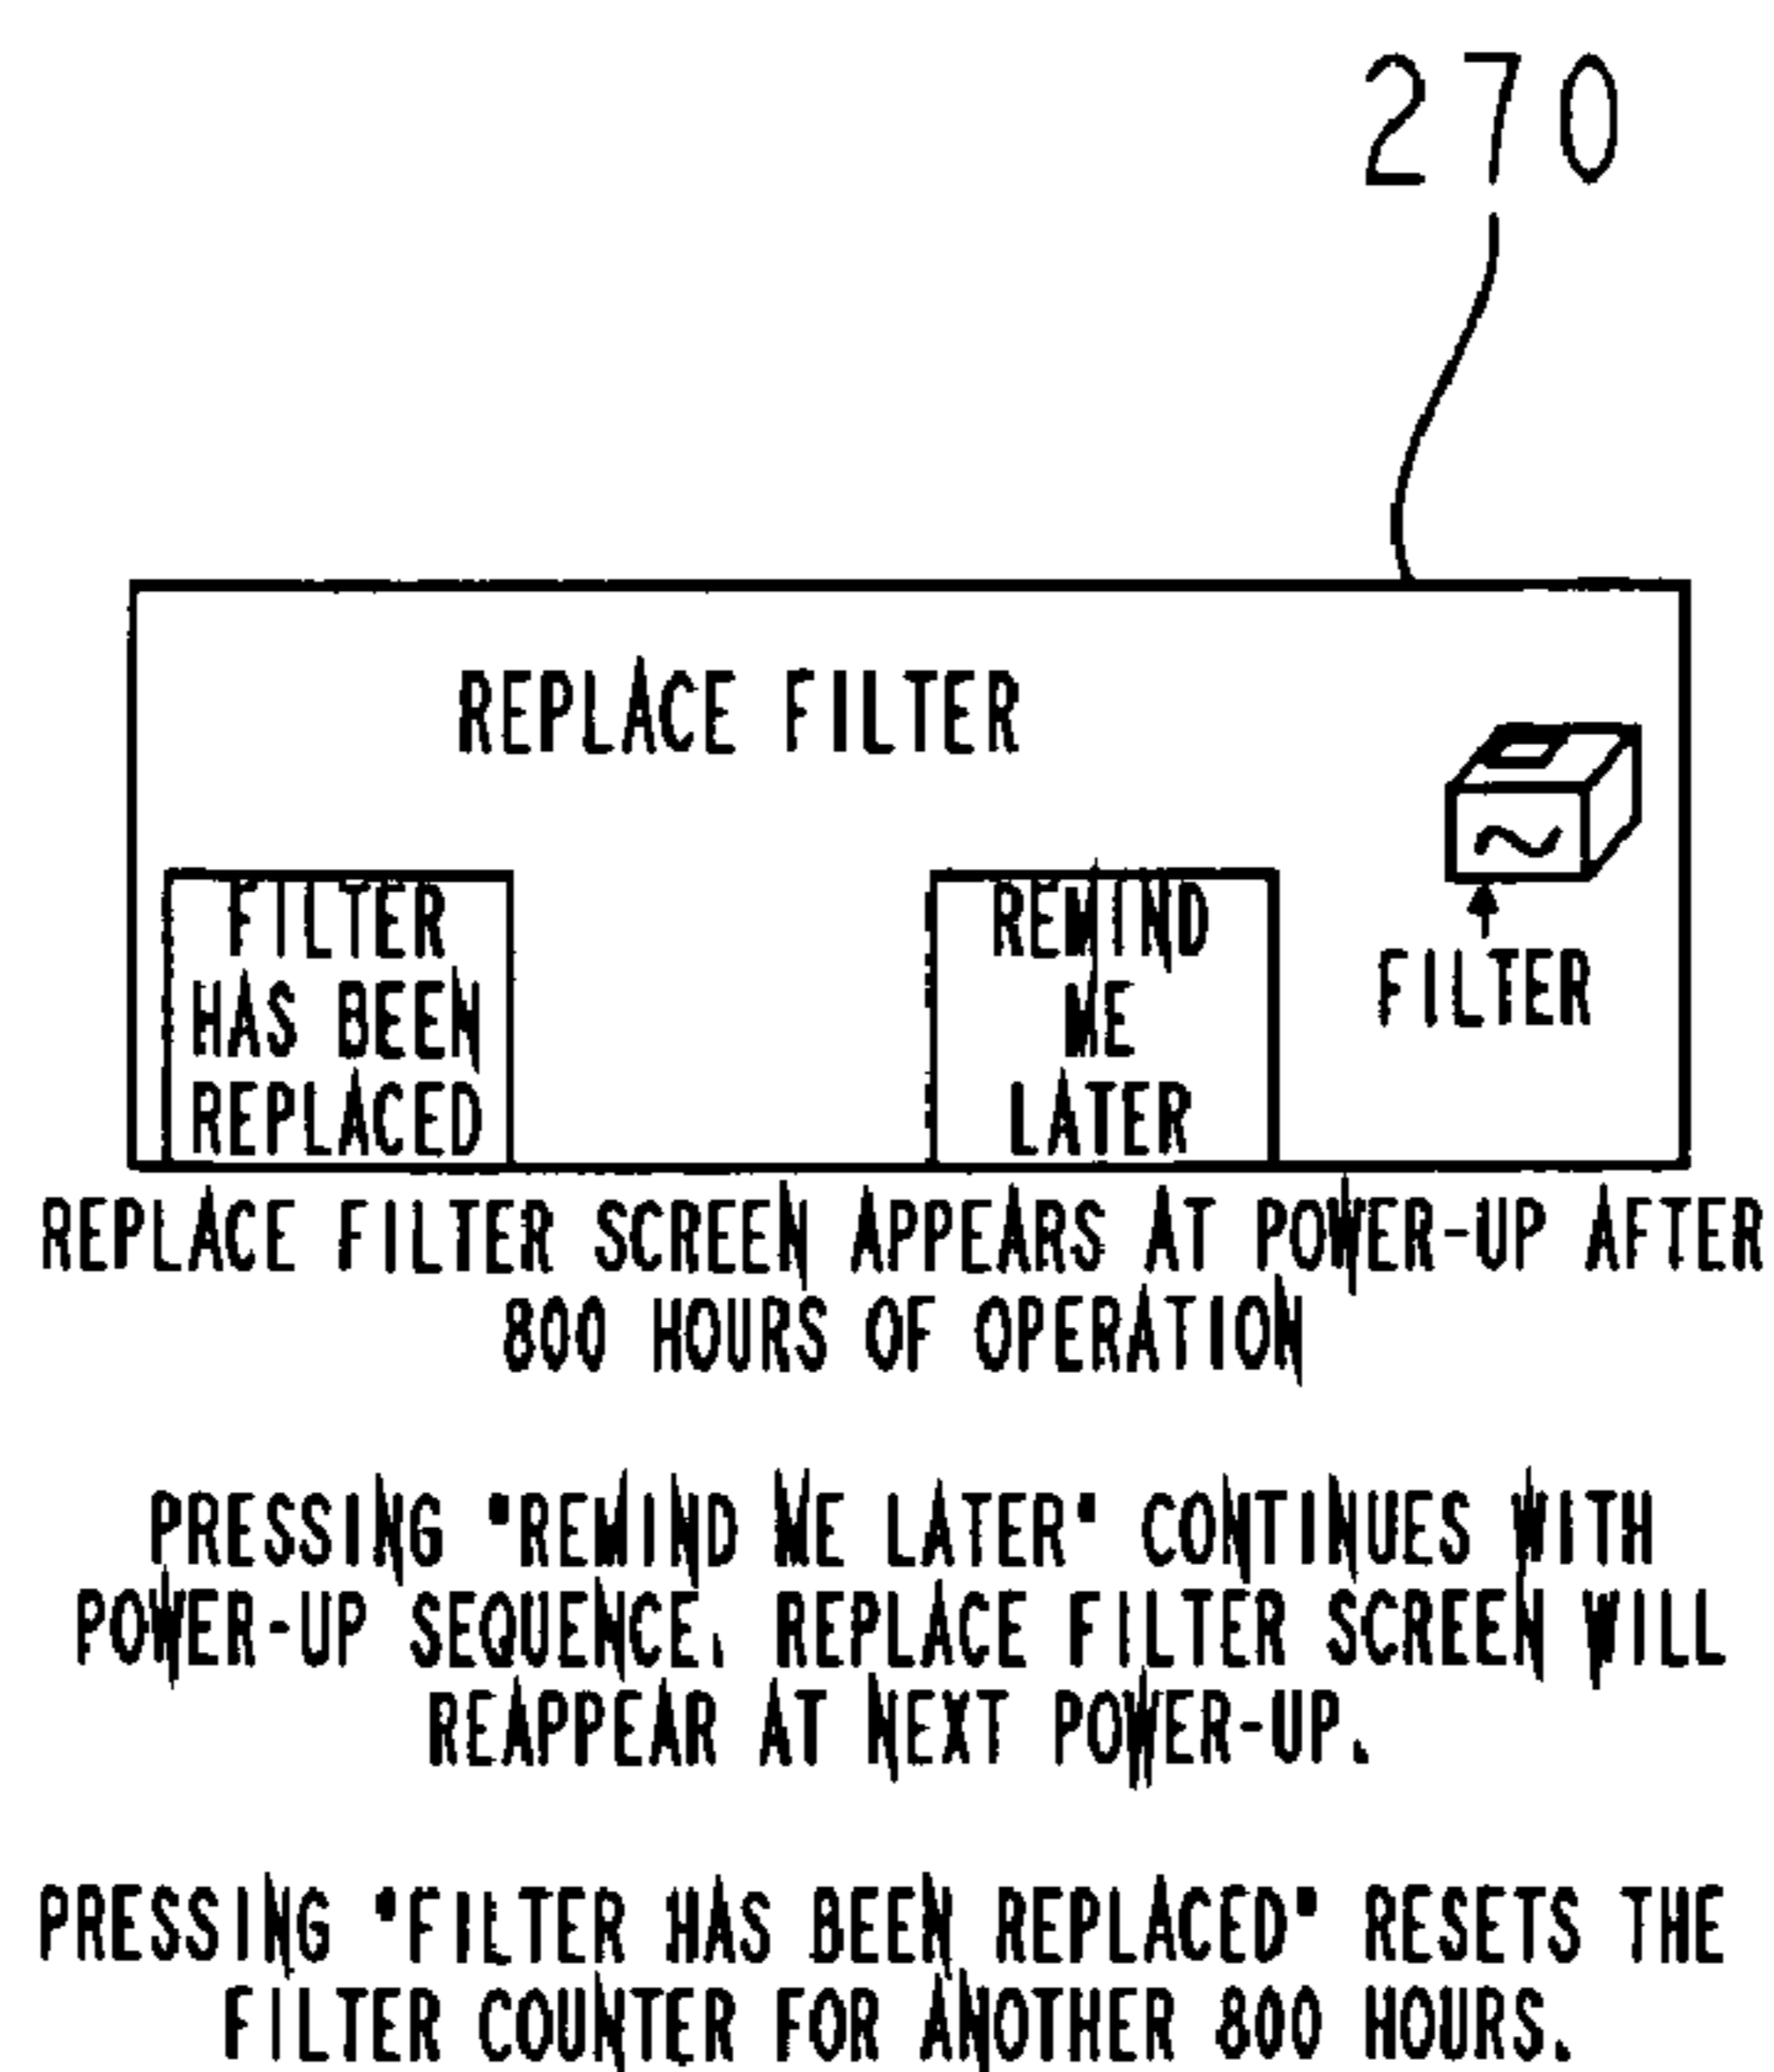 270
REPLACE FILTER
FILTER
HAS BEEN
REPLACED
REMIND
ME
LATER
FILTER
REPLACE FILTER SCREEN APPEARS AT POWER-UP AFTER
800 HOURS OF OPERATION
PRESSING "REMIND ME LATER" CONTINUES WITH
POWER-UP SEQUENCE. REPLACE FILTER SCREEN WILL
REAPPEAR AT NEXT POWER-UP.
PRESSING "FILTER HAS BEEN REPLACED" RESETS THE
FILTER COUNTER FOR ANOTHER 800 HOURS.